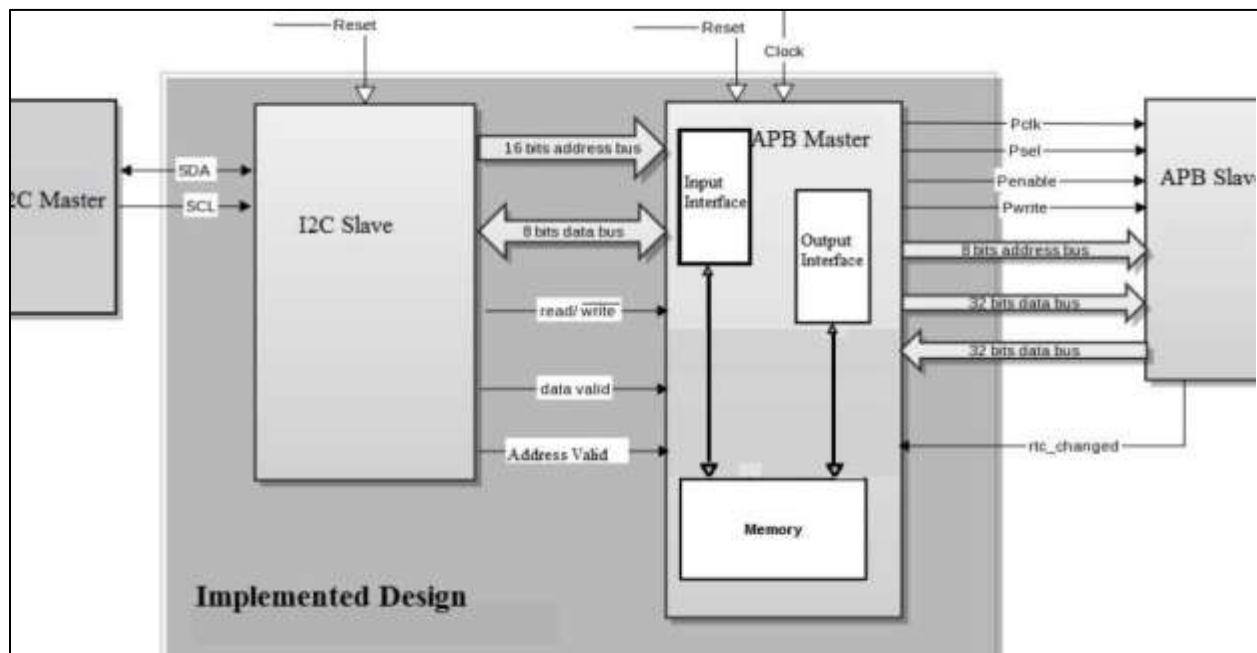 Reset
Reset
Clock
2C Master
SDA
SCL
I2C Slave
16 bits address bus
8 bits data bus
read/ write
data valid
Address Valid
APB Master
Input
Interface
Output
Interface
Memory
Pclk
Psel
Penable
Pwrite
8 bits address bus
32 bits data bus
32 bits data bus
rtc_changed
APB Slave
Implemented Design